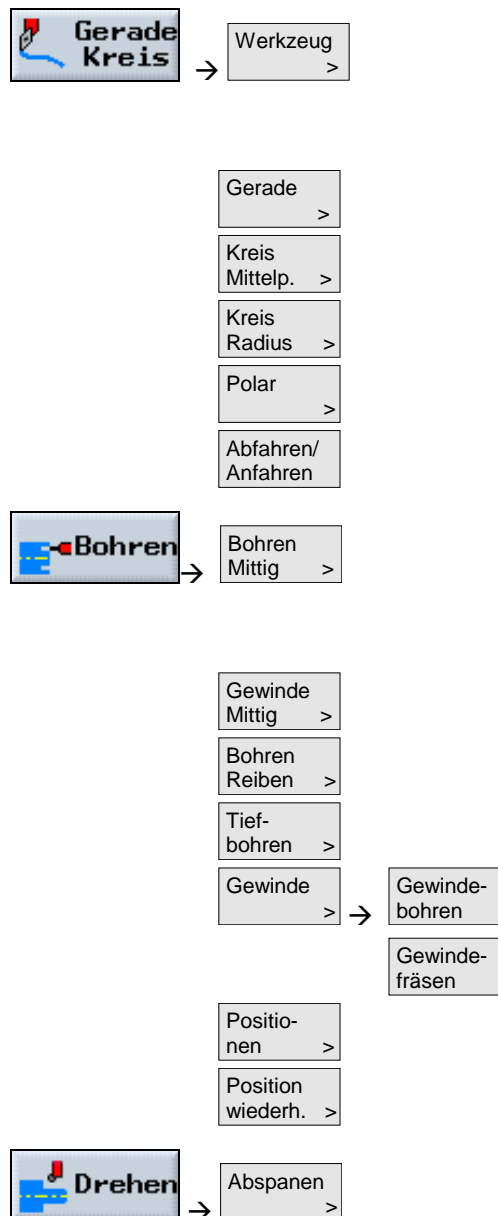 Gerade
Kreis
→
Werkzeug
>
Gerade
>
Kreis
Mittelp. >
Kreis
Radius >
Polar
>
Abfahren/
Anfahren
Bohren
→
Bohren
Mittig >
Gewinde
Mittig >
Bohren
Reiben >
Tief-
bohren >
Gewinde
>
→
Gewinde-
bohren
Gewinde-
fräsen
Positio-
nen >
Position
wiederh. >
Drehen
→
Abspanen
>